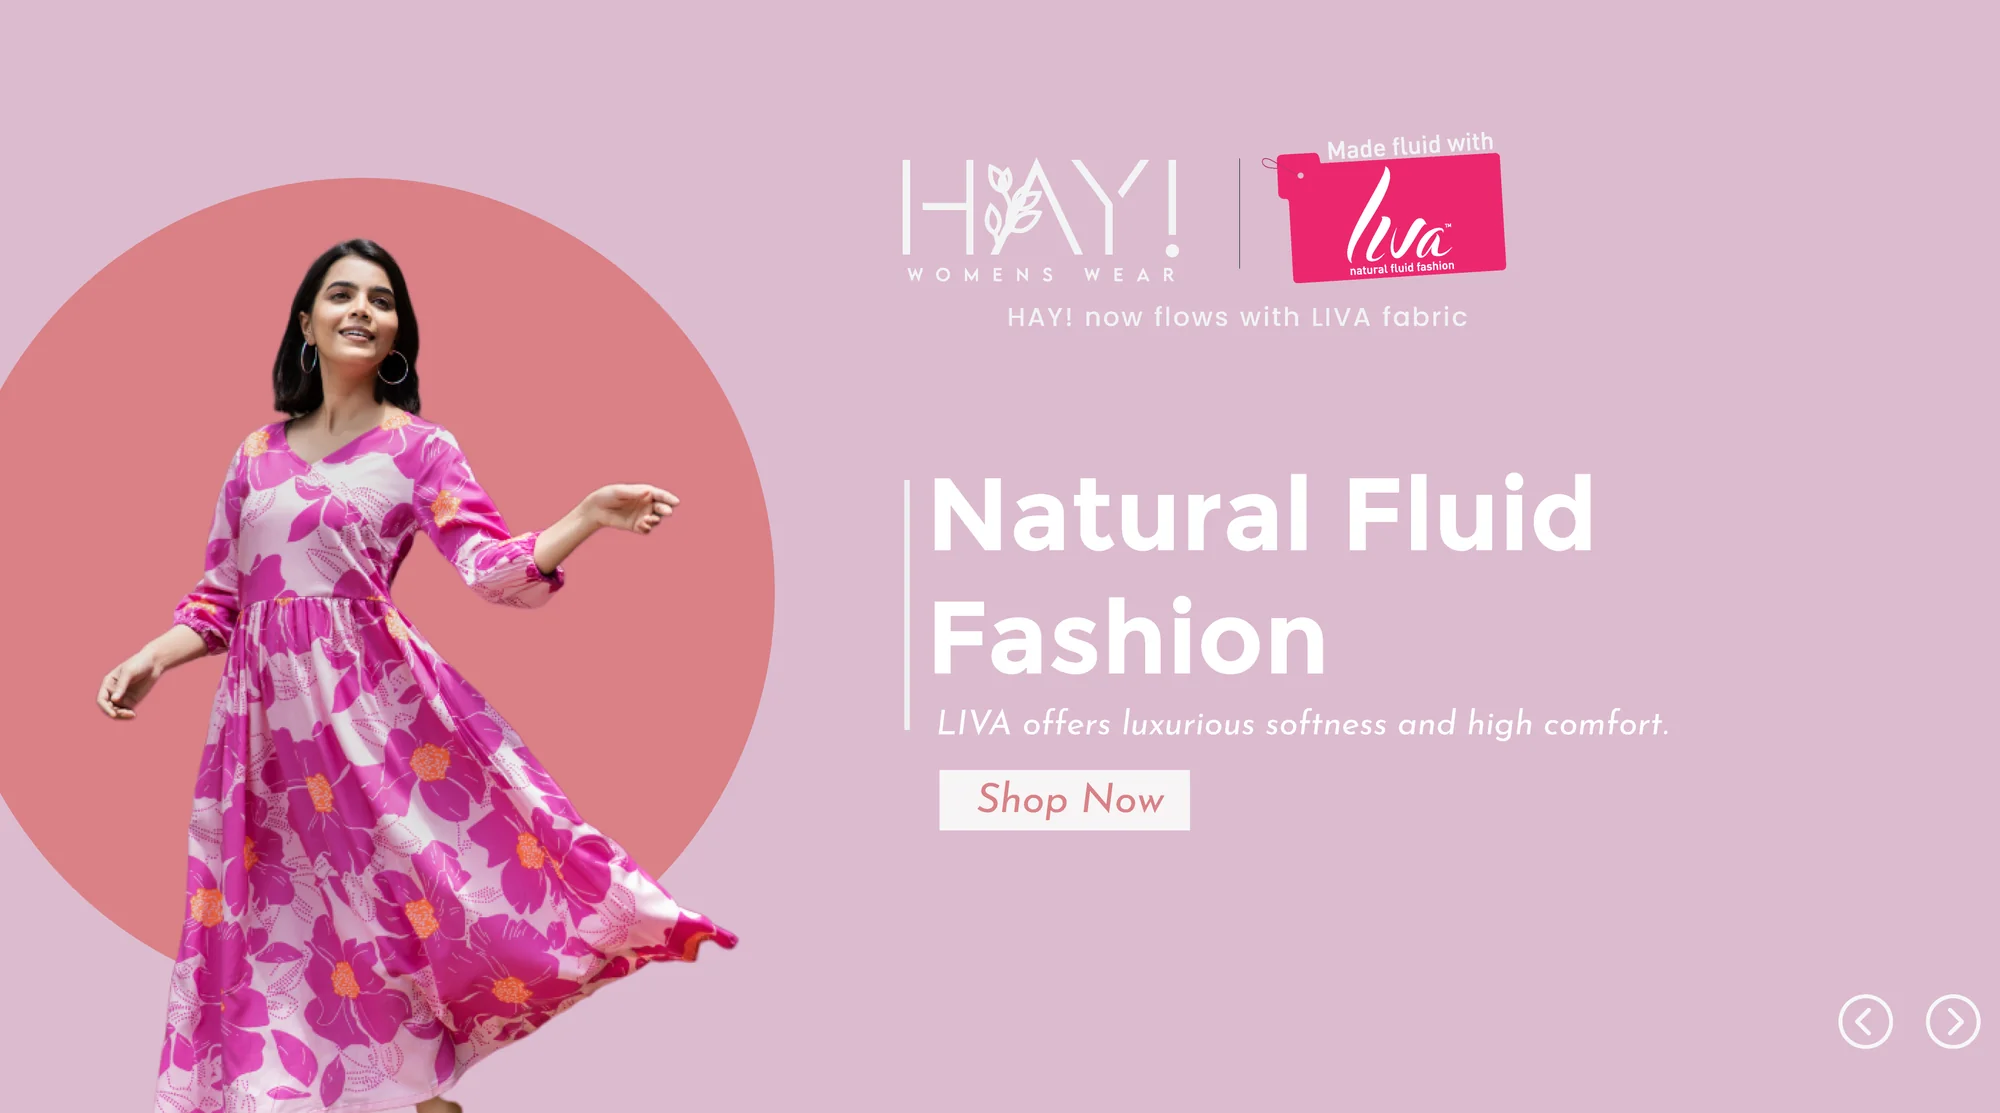 HAY!
WOMENS WEAR
Made fluid with
liva™
natural fluid fashion
HAY! now flows with LIVA fabric
Natural Fluid
Fashion
LIVA offers luxurious softness and high comfort.
Shop Now